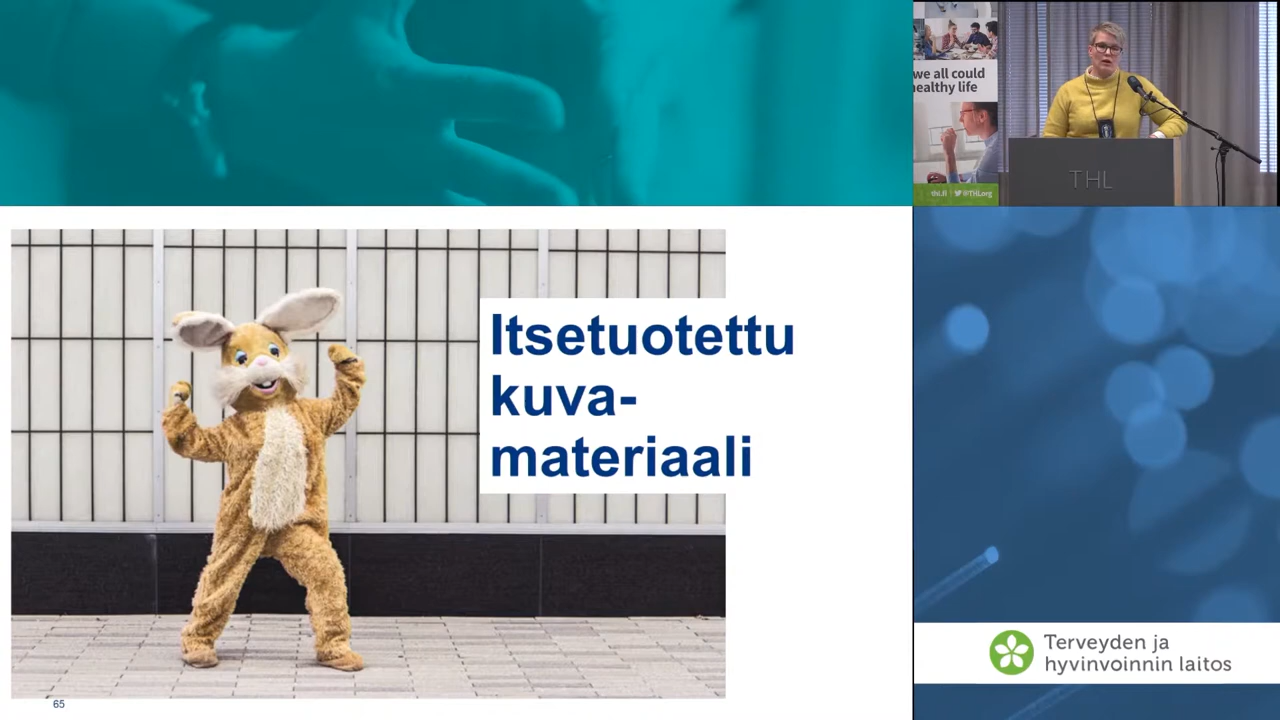 we all could
healthy life
thl.fi
@THLorg
THL
Itsetuotettu
kuva-
materiaali
Terveyden ja
hyvinvoinnin laitos
65